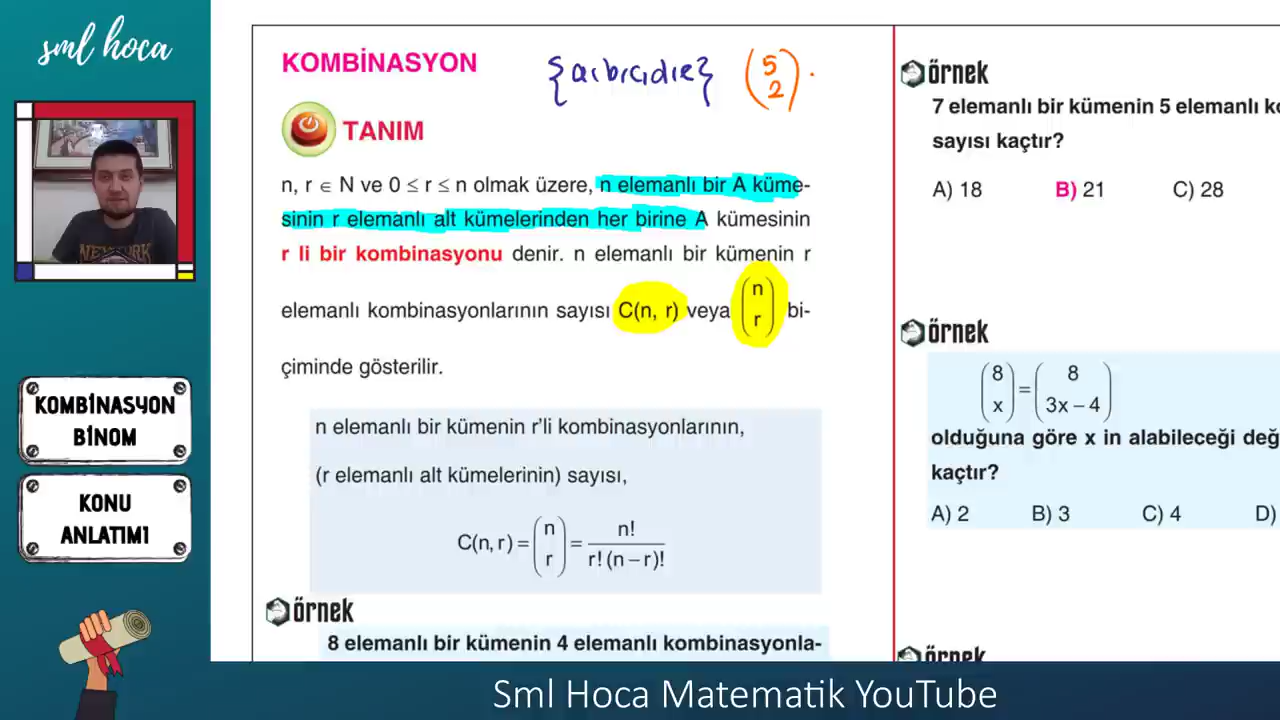 sml hoca
KOMBİNASYON
BİNOM
KONU
ANLATIMI
KOMBİNASYON
{a,b,c,d,e} (5 2)
TANIM
n, r ∈ N ve 0 ≤ r ≤ n olmak üzere, n elemanlı bir A küme-
sinin r elemanlı alt kümelerinden her birine A kümesinin
r li bir kombinasyonu denir. n elemanlı bir kümenin r
elemanlı kombinasyonlarının sayısı C(n, r) veya (n r) bi-
çiminde gösterilir.
n elemanlı bir kümenin r'li kombinasyonlarının,
(r elemanlı alt kümelerinin) sayısı,
C(n, r) = (n r) = n! / r! (n – r)!
örnek
8 elemanlı bir kümenin 4 elemanlı kombinasyonla-
örnek
7 elemanlı bir kümenin 5 elemanlı
sayısı kaçtır?
A) 18 B) 21 C) 28
örnek
(8 x) = (8 3x – 4)
olduğuna göre x in alabileceği
kaçtır?
A) 2 B) 3 C) 4 D)
örnek
Sml Hoca Matematik YouTube